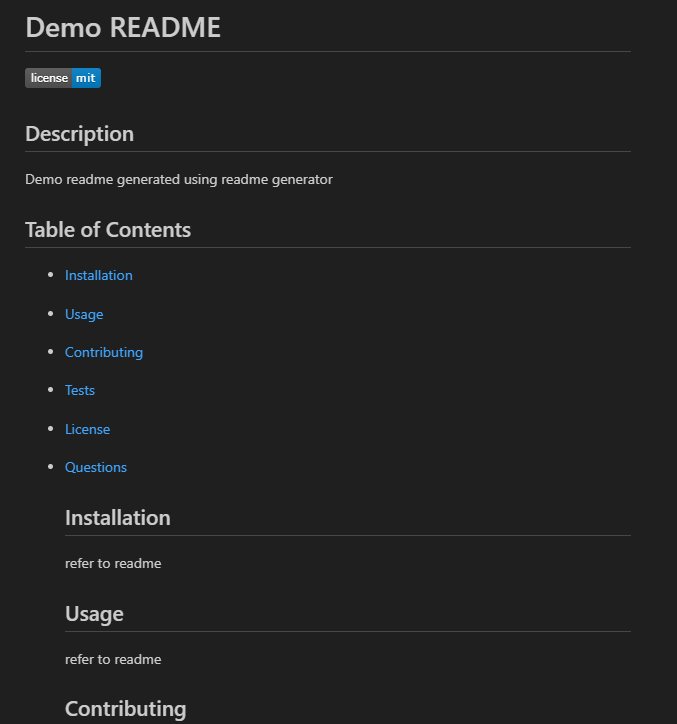 Demo README
license mit
Description
Demo readme generated using readme generator
Table of Contents
Installation
Usage
Contributing
Tests
License
Questions
Installation
refer to readme
Usage
refer to readme
Contributing